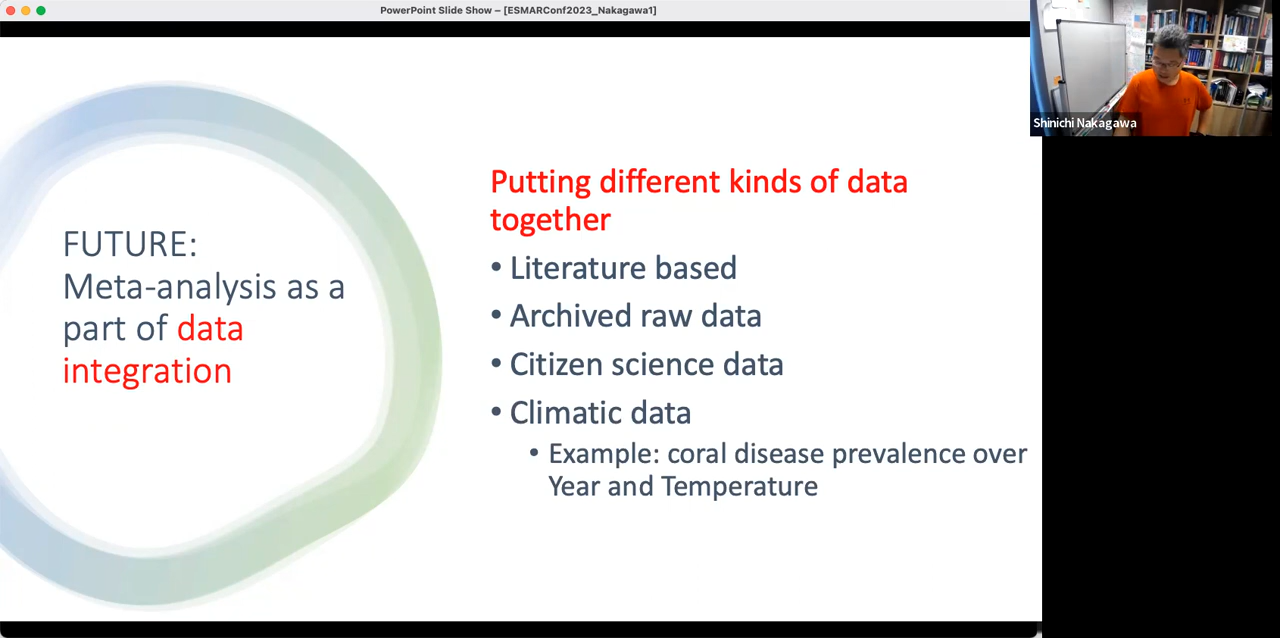 PowerPoint Slide Show – [ESMARConf2023_Nakagawa1]
Shinichi Nakagawa
FUTURE:
Meta-analysis as a
part of data
integration
Putting different kinds of data
together
• Literature based
• Archived raw data
• Citizen science data
• Climatic data
• Example: coral disease prevalence over
Year and Temperature